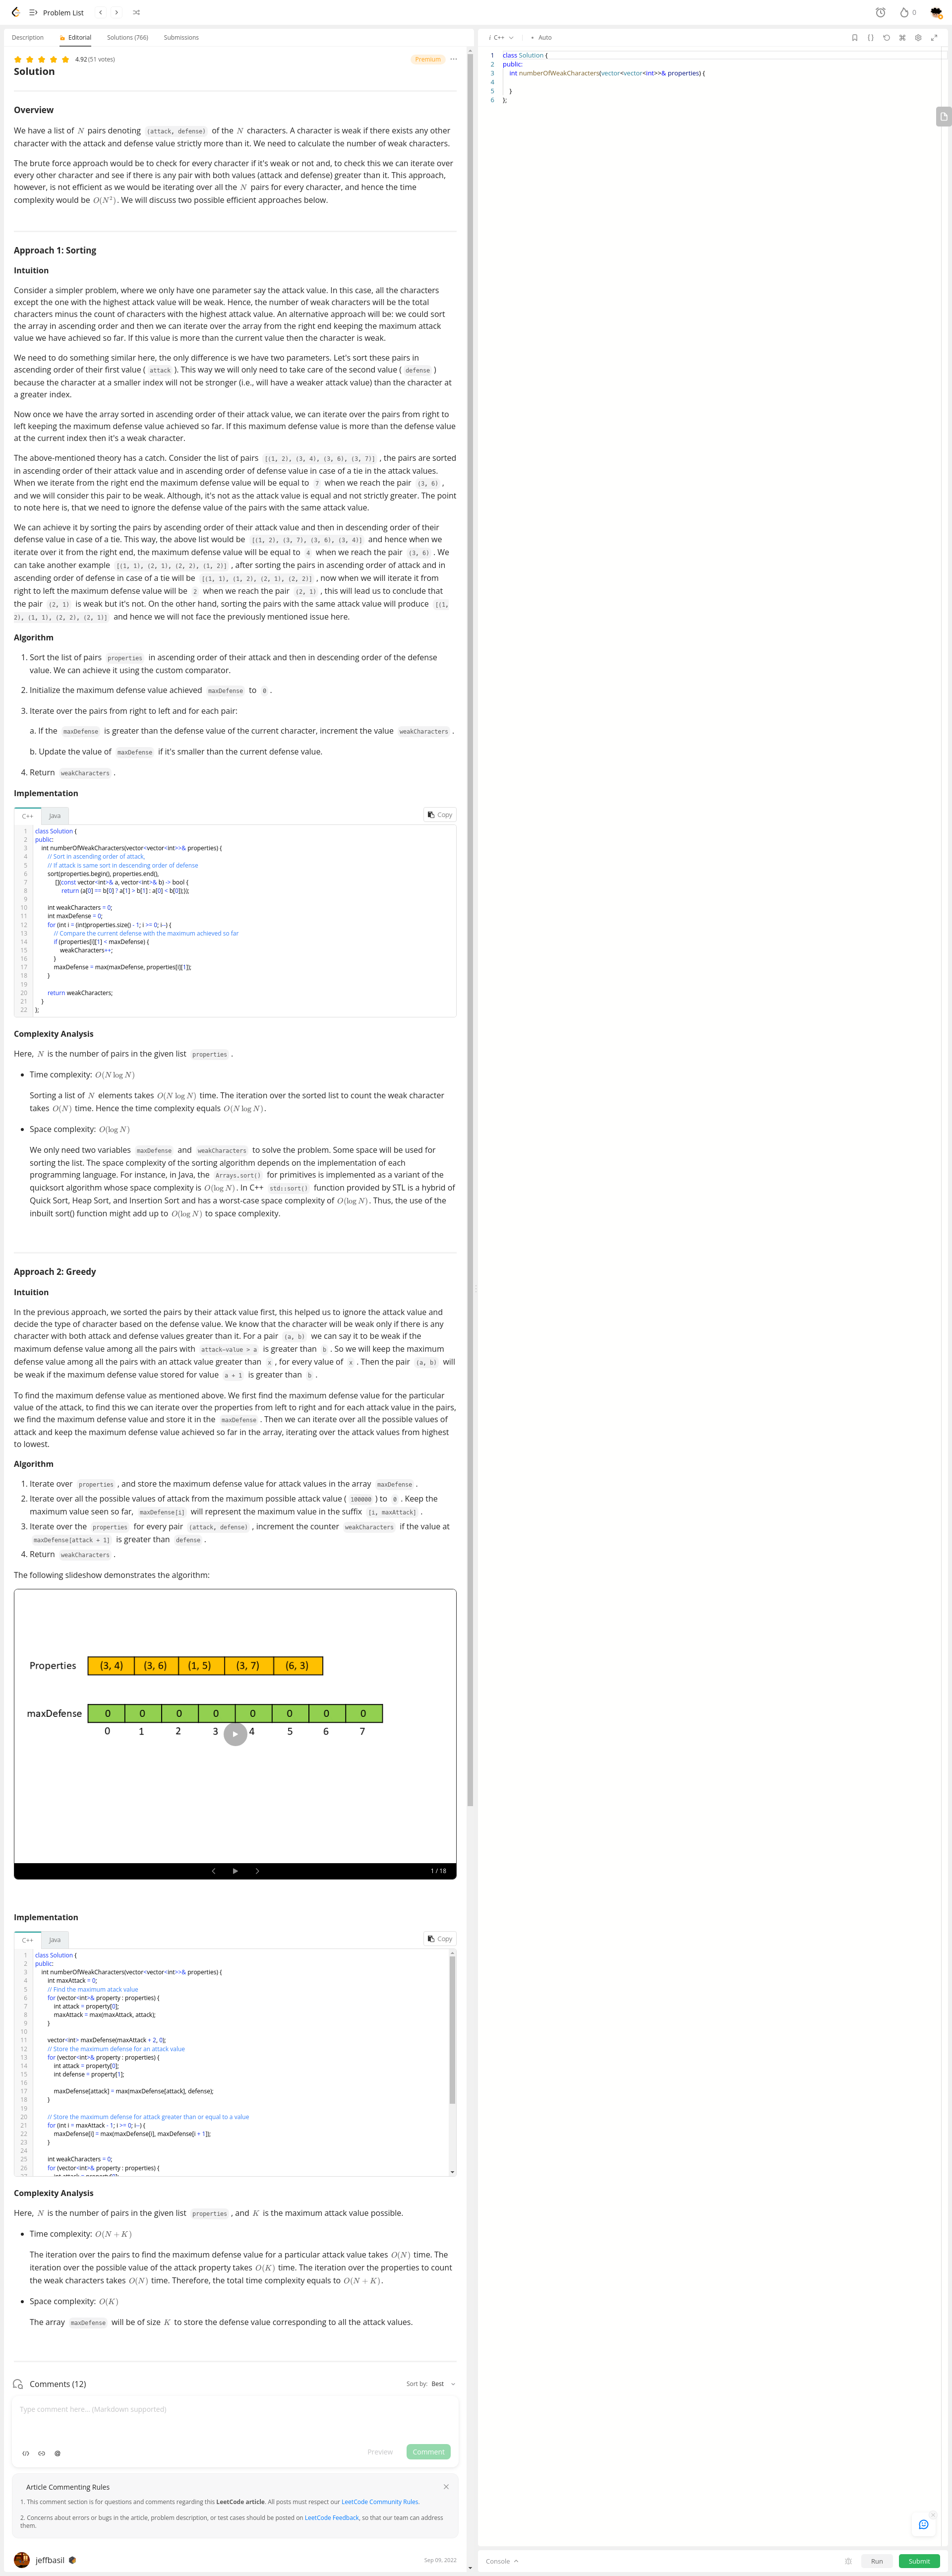 Problem List
0
Description
Editorial
Solutions (766)
Submissions
4.92 (51 votes)
Premium
Solution
Overview
We have a list of N pairs denoting (attack, defense) of the N characters. A character is weak if there exists any other
character with the attack and defense value strictly more than it. We need to calculate the number of weak characters.
The brute force approach would be to check for every character if it's weak or not and, to check this we can iterate over
every other character and see if there is any pair with both values (attack and defense) greater than it. This approach,
however, is not efficient as we would be iterating over all the N pairs for every character, and hence the time
complexity would be O(N²). We will discuss two possible efficient approaches below.
Approach 1: Sorting
Intuition
Consider a simpler problem, where we only have one parameter say the attack value. In this case, all the characters
except the one with the highest attack value will be weak. Hence, the number of weak characters will be the total
characters minus the count of characters with the highest attack value. An alternative approach will be: we could sort
the array in ascending order and then we can iterate over the array from the right end keeping the maximum attack
value we have achieved so far. If this value is more than the current value then the character is weak.
We need to do something similar here, the only difference is we have two parameters. Let's sort these pairs in
ascending order of their first value ( attack ). This way we will only need to take care of the second value ( defense )
because the character at a smaller index will not be stronger (i.e., will have a weaker attack value) than the character at
a greater index.
Now once we have the array sorted in ascending order of their attack value, we can iterate over the pairs from right to
left keeping the maximum defense value achieved so far. If this maximum defense value is more than the defense value
at the current index then it's a weak character.
The above-mentioned theory has a catch. Consider the list of pairs [(1, 2), (3, 4), (3, 6), (3, 7)] , the pairs are sorted
in ascending order of their attack value and in ascending order of defense value in case of a tie in the attack values.
When we iterate from the right end the maximum defense value will be equal to 7 when we reach the pair (3, 6) ,
and we will consider this pair to be weak. Although, it's not as the attack value is equal and not strictly greater. The point
to note here is, that we need to ignore the defense value of the pairs with the same attack value.
We can achieve it by sorting the pairs by ascending order of their attack value and then in descending order of their
defense value in case of a tie. This way, the above list would be [(1, 2), (3, 7), (3, 6), (3, 4)] and hence when we
iterate over it from the right end, the maximum defense value will be equal to 4 when we reach the pair (3, 6) . We
can take another example [(1, 1), (2, 1), (2, 2), (1, 2)] , after sorting the pairs in ascending order of attack and in
ascending order of defense in case of a tie will be [(1, 1), (1, 2), (2, 1), (2, 2)] , now when we will iterate it from
right to left the maximum defense value will be 2 when we reach the pair (2, 1) , this will lead us to conclude that
the pair (2, 1) is weak but it's not. On the other hand, sorting the pairs with the same attack value will produce [(1,
2), (1, 1), (2, 2), (2, 1)] and hence we will not face the previously mentioned issue here.
Algorithm
1. Sort the list of pairs properties in ascending order of their attack and then in descending order of the defense
value. We can achieve it using the custom comparator.
2. Initialize the maximum defense value achieved maxDefense to 0 .
3. Iterate over the pairs from right to left and for each pair:
a. If the maxDefense is greater than the defense value of the current character, increment the value weakCharacters .
b. Update the value of maxDefense if it's smaller than the current defense value.
4. Return weakCharacters .
Implementation
C++
Java
Copy
1 class Solution {
2 public:
3 int numberOfWeakCharacters(vector<vector<int>>& properties) {
4 // Sort in ascending order of attack,
5 // If attack is same sort in descending order of defense
6 sort(properties.begin(), properties.end(),
7 [](const vector<int>& a, vector<int>& b) -> bool {
8 return (a[0] == b[0] ? a[1] > b[1] : a[0] < b[0]);});
9
10 int weakCharacters = 0;
11 int maxDefense = 0;
12 for (int i = (int)properties.size() - 1; i >= 0; i--) {
13 // Compare the current defense with the maximum achieved so far
14 if (properties[i][1] < maxDefense) {
15 weakCharacters++;
16 }
17 maxDefense = max(maxDefense, properties[i][1]);
18 }
19
20 return weakCharacters;
21 }
22 };
Complexity Analysis
Here, N is the number of pairs in the given list properties .
• Time complexity: O(N log N)
Sorting a list of N elements takes O(N log N) time. The iteration over the sorted list to count the weak character
takes O(N) time. Hence the time complexity equals O(N log N).
• Space complexity: O(log N)
We only need two variables maxDefense and weakCharacters to solve the problem. Some space will be used for
sorting the list. The space complexity of the sorting algorithm depends on the implementation of each
programming language. For instance, in Java, the Arrays.sort() for primitives is implemented as a variant of the
quicksort algorithm whose space complexity is O(log N). In C++ std::sort() function provided by STL is a hybrid of
Quick Sort, Heap Sort, and Insertion Sort and has a worst-case space complexity of O(log N). Thus, the use of the
inbuilt sort() function might add up to O(log N) to space complexity.
Approach 2: Greedy
Intuition
In the previous approach, we sorted the pairs by their attack value first, this helped us to ignore the attack value and
decide the type of character based on the defense value. We know that the character will be weak only if there is any
character with both attack and defense values greater than it. For a pair (a, b) we can say it to be weak if the
maximum defense value among all the pairs with attack-value > a is greater than b . So we will keep the maximum
defense value among all the pairs with an attack value greater than x , for every value of x . Then the pair (a, b) will
be weak if the maximum defense value stored for value a + 1 is greater than b .
To find the maximum defense value as mentioned above. We first find the maximum defense value for the particular
value of the attack, to find this we can iterate over the properties from left to right and for each attack value in the pairs,
we find the maximum defense value and store it in the maxDefense . Then we can iterate over all the possible values of
attack and keep the maximum defense value achieved so far in the array, iterating over the attack values from highest
to lowest.
Algorithm
1. Iterate over properties , and store the maximum defense value for attack values in the array maxDefense .
2. Iterate over all the possible values of attack from the maximum possible attack value ( 100000 ) to 0 . Keep the
maximum value seen so far, maxDefense[i] will represent the maximum value in the suffix [i, maxAttack] .
3. Iterate over the properties for every pair (attack, defense) , increment the counter weakCharacters if the value at
maxDefense[attack + 1] is greater than defense .
4. Return weakCharacters .
The following slideshow demonstrates the algorithm:
Properties (3, 4) (3, 6) (1, 5) (3, 7) (6, 3)
maxDefense 0 0 0 0 0 0 0 0
0 1 2 3 4 5 6 7
1 / 18
Implementation
C++
Java
Copy
1 class Solution {
2 public:
3 int numberOfWeakCharacters(vector<vector<int>>& properties) {
4 int maxAttack = 0;
5 // Find the maximum atack value
6 for (vector<int>& property : properties) {
7 int attack = property[0];
8 maxAttack = max(maxAttack, attack);
9 }
10
11 vector<int> maxDefense(maxAttack + 2, 0);
12 // Store the maximum defense for an attack value
13 for (vector<int>& property : properties) {
14 int attack = property[0];
15 int defense = property[1];
16
17 maxDefense[attack] = max(maxDefense[attack], defense);
18 }
19
20 // Store the maximum defense for attack greater than or equal to a value
21 for (int i = maxAttack - 1; i >= 0; i--) {
22 maxDefense[i] = max(maxDefense[i], maxDefense[i + 1]);
23 }
24
25 int weakCharacters = 0;
26 for (vector<int>& property : properties) {
Complexity Analysis
Here, N is the number of pairs in the given list properties , and K is the maximum attack value possible.
• Time complexity: O(N + K)
The iteration over the pairs to find the maximum defense value for a particular attack value takes O(N) time. The
iteration over the possible value of the attack property takes O(K) time. The iteration over the properties to count
the weak characters takes O(N) time. Therefore, the total time complexity equals to O(N + K).
• Space complexity: O(K)
The array maxDefense will be of size K to store the defense value corresponding to all the attack values.
Comments (12)
Sort by: Best
Type comment here... (Markdown supported)
Preview
Comment
Article Commenting Rules
1. This comment section is for questions and comments regarding this LeetCode article. All posts must respect our LeetCode Community Rules.
2. Concerns about errors or bugs in the article, problem description, or test cases should be posted on LeetCode Feedback, so that our team can address
them.
jeffbasil
Sep 09, 2022
i C++
Auto
1 class Solution {
2 public:
3 int numberOfWeakCharacters(vector<vector<int>>& properties) {
4
5 }
6 };
Console
Run
Submit